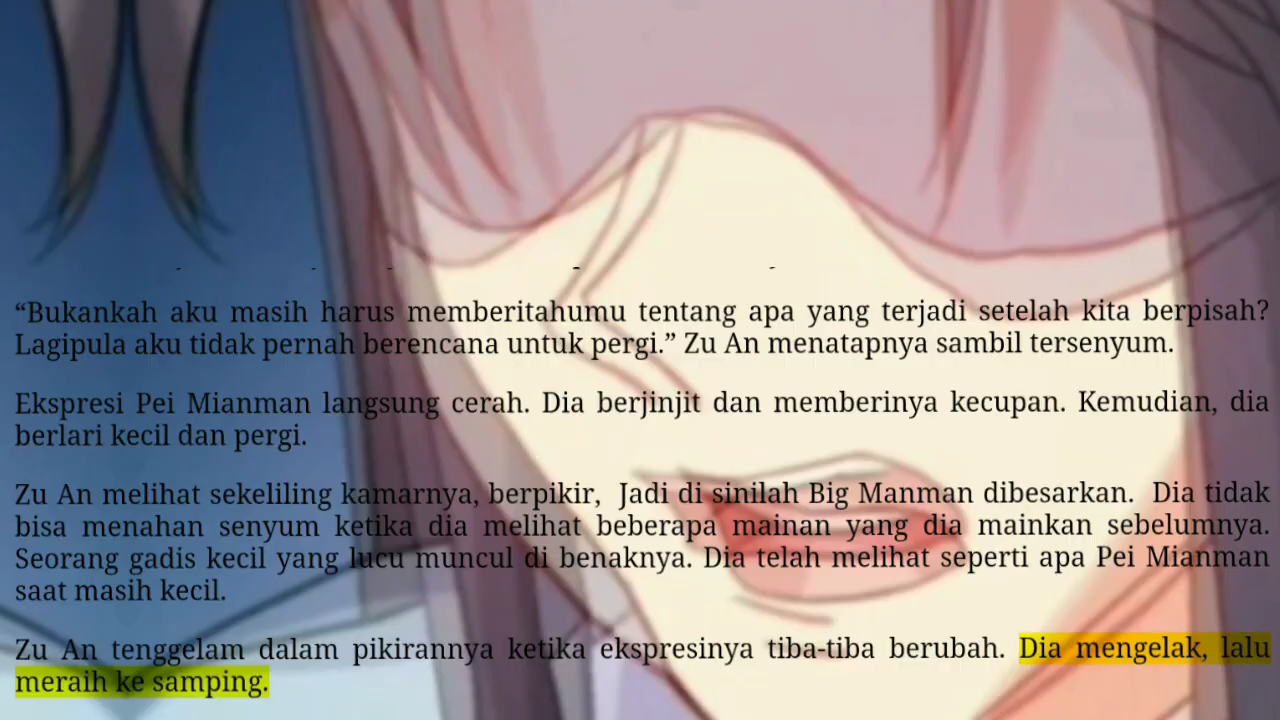 “Bukankah aku masih harus memberitahumu tentang apa yang terjadi setelah kita berpisah?
Lagipula aku tidak pernah berencana untuk pergi.” Zu An menatapnya sambil tersenyum.
Ekspresi Pei Mianman langsung cerah. Dia berjinjit dan memberinya kecupan. Kemudian, dia
berlari kecil dan pergi.
Zu An melihat sekeliling kamarnya, berpikir,  Jadi di sinilah Big Manman dibesarkan.  Dia tidak
bisa menahan senyum ketika dia melihat beberapa mainan yang dia mainkan sebelumnya.
Seorang gadis kecil yang lucu muncul di benaknya. Dia telah melihat seperti apa Pei Mianman
saat masih kecil.
Zu An tenggelam dalam pikirannya ketika ekspresinya tiba-tiba berubah. Dia mengelak, lalu
meraih ke samping.